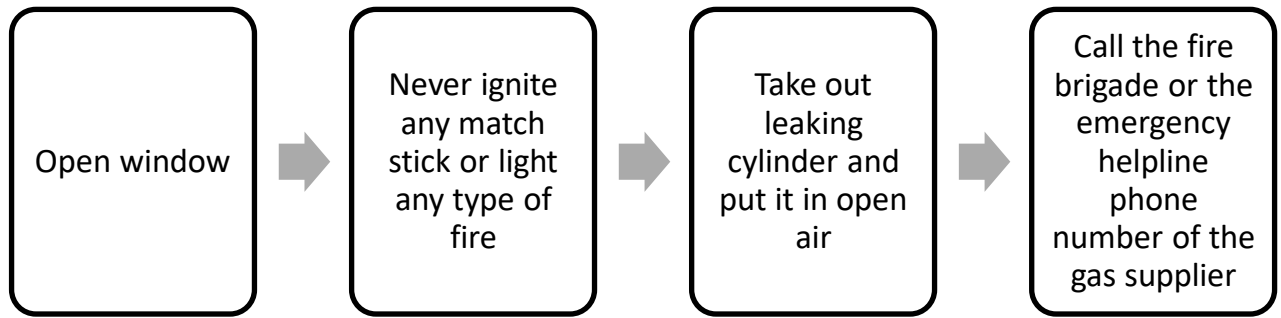 Open window
Never ignite
any match
stick or light
any type of
fire
Take out
leaking
cylinder and
put it in open
air
Call the fire
brigade or the
emergency
helpline
phone
number of the
gas supplier